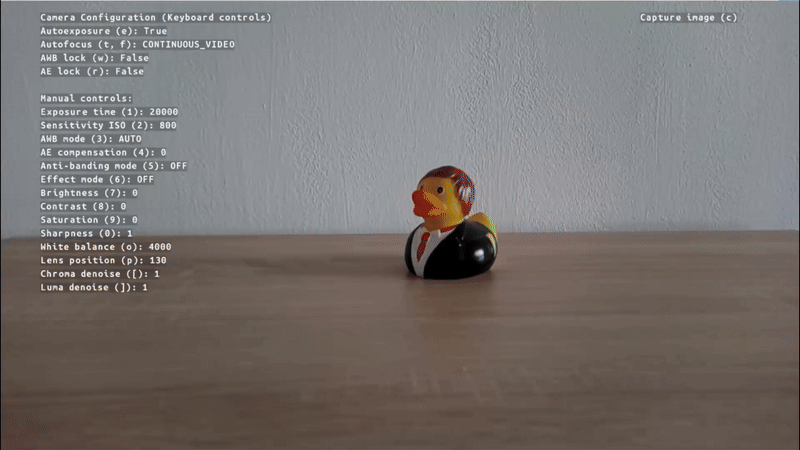 Camera Configuration (Keyboard controls)
Capture image (c)
Autoexposure (e): True
Autofocus (t, f): CONTINUOUS_VIDEO
AWB lock (w): False
AE lock (r): False
Manual controls:
Exposure time (1): 20000
Sensitivity ISO (2): 800
AWB mode (3): AUTO
AE compensation (4): 0
Anti-banding mode (5): OFF
Effect mode (6): OFF
Brightness (7): 0
Contrast (8): 0
Saturation (9): 0
Sharpness (0): 1
White balance (o): 4000
Lens position (p): 130
Chroma denoise ([): 1
Luma denoise (]): 1